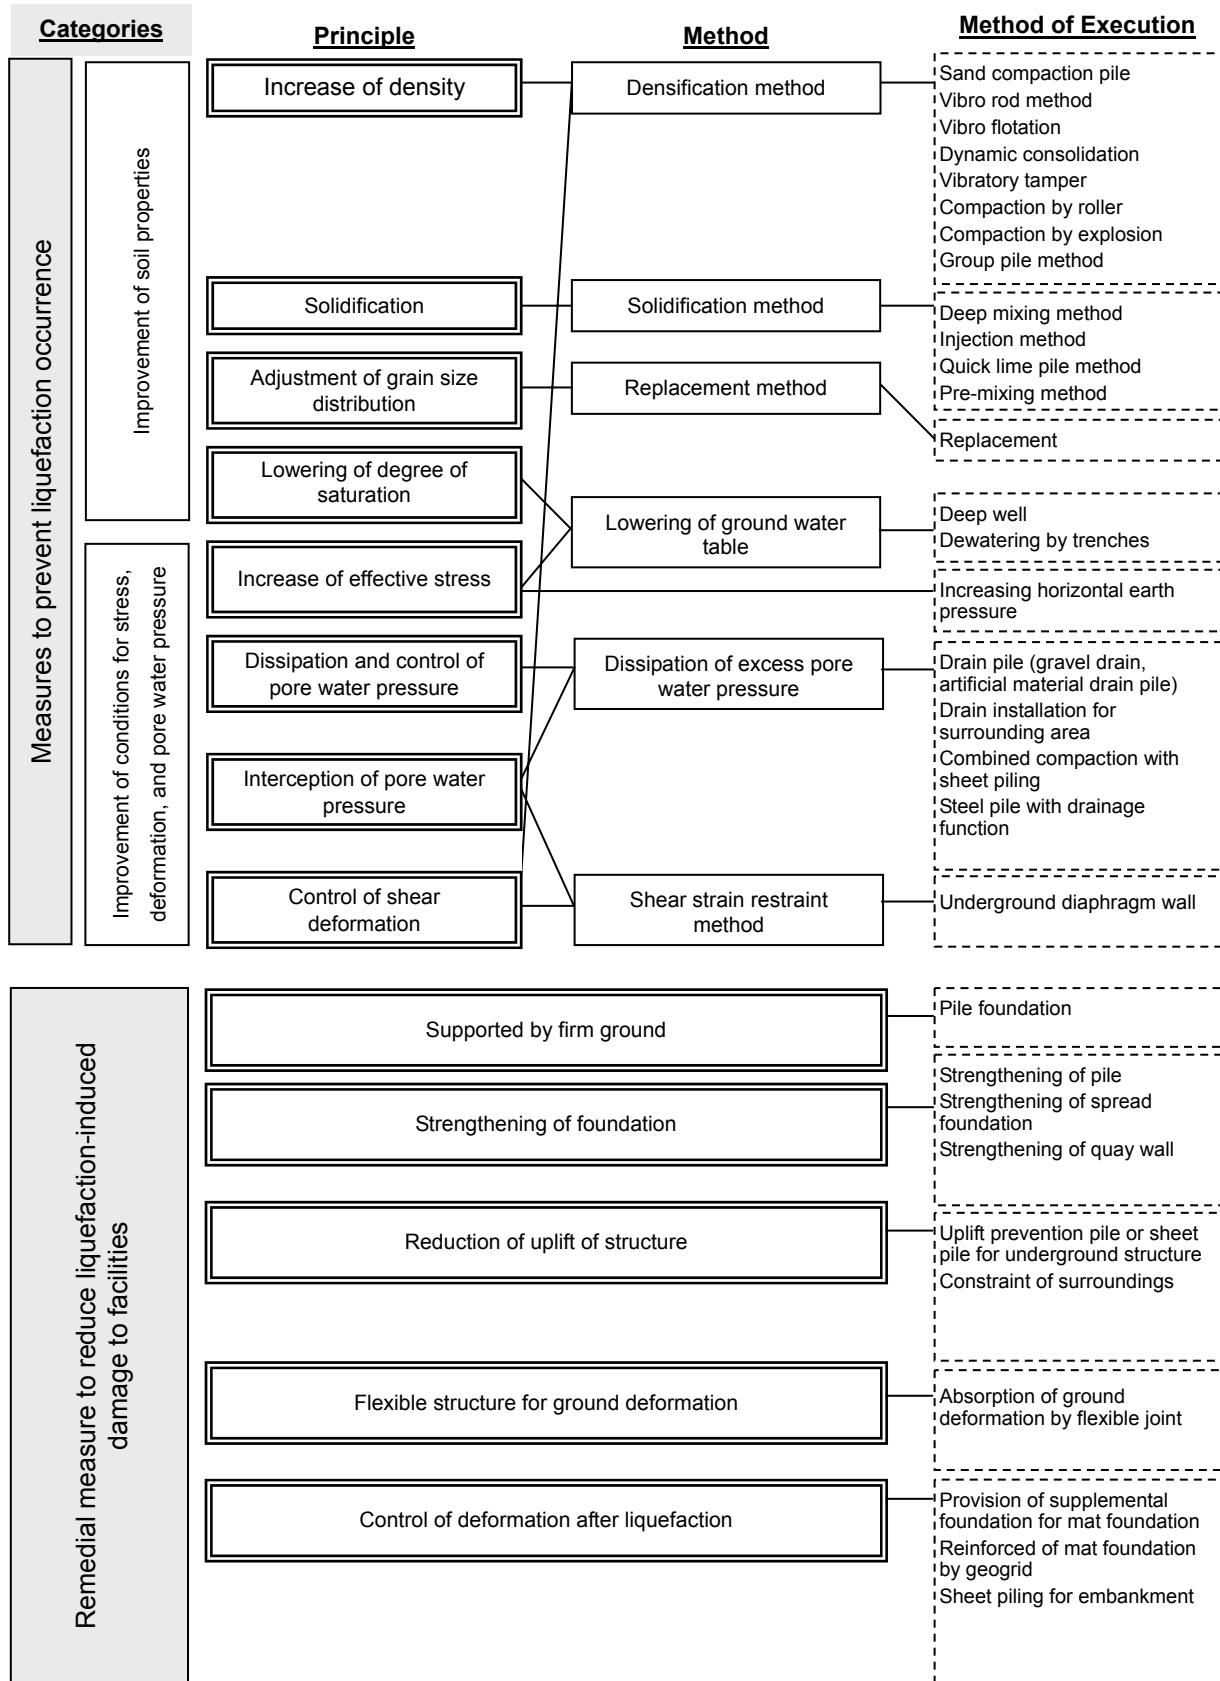 Categories
Principle
Method
Method of Execution
Measures to prevent liquefaction occurrence
Improvement of soil properties
Increase of density
Densification method
Sand compaction pile
Vibro rod method
Vibro flotation
Dynamic consolidation
Vibratory tamper
Compaction by roller
Compaction by explosion
Group pile method
Solidification
Solidification method
Deep mixing method
Injection method
Quick lime pile method
Pre-mixing method
Adjustment of grain size
distribution
Replacement method
Replacement
Lowering of degree of
saturation
Lowering of ground water
table
Deep well
Dewatering by trenches
Improvement of conditions for stress,
deformation, and pore water pressure
Increase of effective stress
Increasing horizontal earth
pressure
Dissipation and control of
pore water pressure
Dissipation of excess pore
water pressure
Drain pile (gravel drain,
artificial material drain pile)
Drain installation for
surrounding area
Combined compaction with
sheet piling
Steel pile with drainage
function
Interception of pore water
pressure
Control of shear
deformation
Shear strain restraint
method
Underground diaphragm wall
Remedial measure to reduce liquefaction-induced
damage to facilities
Supported by firm ground
Pile foundation
Strengthening of foundation
Strengthening of pile
Strengthening of spread
foundation
Strengthening of quay wall
Reduction of uplift of structure
Uplift prevention pile or sheet
pile for underground structure
Constraint of surroundings
Flexible structure for ground deformation
Absorption of ground
deformation by flexible joint
Control of deformation after liquefaction
Provision of supplemental
foundation for mat foundation
Reinforced of mat foundation
by geogrid
Sheet piling for embankment